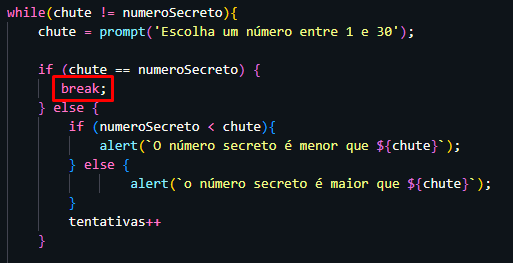 while(chute != numeroSecreto){
chute = prompt('Escolha um número entre 1 e 30');
if (chute == numeroSecreto) {
break;
} else {
if (numeroSecreto < chute){
alert(`O número secreto é menor que ${chute}`);
} else {
alert(`o número secreto é maior que ${chute}`);
}
tentativas++
}